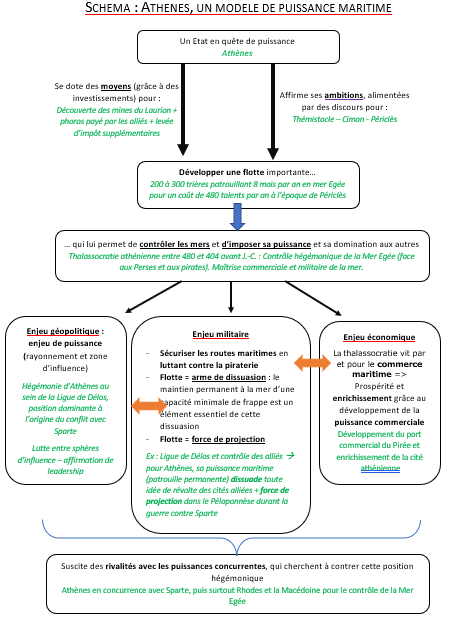 SCHEMA : ATHENES, UN MODELE DE PUISSANCE MARITIME
Un Etat en quête de puissance
Athènes
Se dote des moyens (grâce à des
investissements) pour :
Découverte des mines du Laurion +
phoros payé par les alliés + levée
d'impôt supplémentaires
Affirme ses ambitions, alimentées
par des discours pour :
Thémistocle – Cimon - Périclès
Développer une flotte importante…
200 à 300 trières patrouillant 8 mois par an en mer Egée
pour un coût de 480 talents par an à l'époque de Périclès
… qui lui permet de contrôler les mers et d'imposer sa puissance et sa domination aux autres
Thalassocratie athénienne entre 480 et 404 avant J.-C. : Contrôle hégémonique de la Mer Egée (face
aux Perses et aux pirates). Maîtrise commerciale et militaire de la mer.
Enjeu géopolitique :
enjeu de puissance
(rayonnement et zone
d'influence)
Hégémonie d'Athènes au
sein de la Ligue de Délos,
position dominante à
l'origine du conflit avec
Sparte
Lutte entre sphères
d'influence – affirmation de
leadership
Enjeu militaire
- Sécuriser les routes maritimes en
luttant contre la piraterie
- Flotte = arme de dissuasion : le
maintien permanent à la mer d'une
capacité minimale de frappe est un
élément essentiel de cette
dissuasion
- Flotte = force de projection
Ex : Ligue de Délos et contrôle des alliés →
pour Athènes, sa puissance maritime
(patrouille permanente) dissuade toute
idée de révolte des cités alliées + force de
projection dans le Péloponnèse durant la
guerre contre Sparte
Enjeu économique
La thalassocratie vit par
et pour le commerce
maritime =>
Prospérité et
enrichissement grâce au
développement de la
puissance commerciale
Développement du port
commercial du Pirée et
enrichissement de la cité
athénienne
Suscite des rivalités avec les puissances concurrentes, qui cherchent à contrer cette position
hégémonique
Athènes en concurrence avec Sparte, puis surtout Rhodes et la Macédoine pour le contrôle de la Mer
Egée